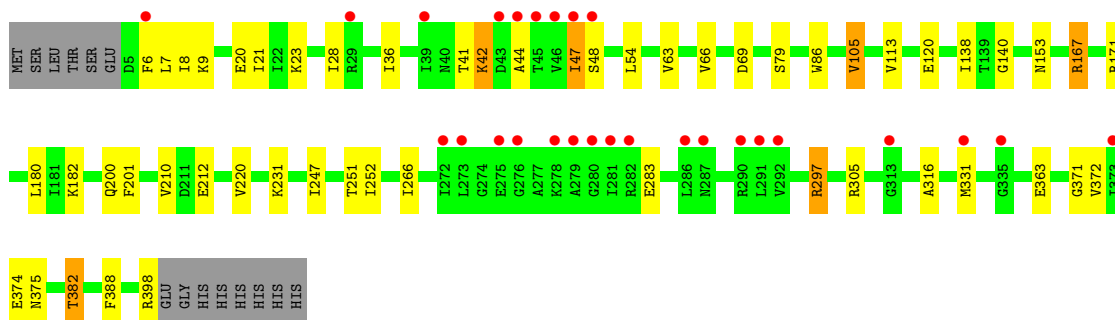 MET SER LEU THR SER GLU D5 F6 L7 I8 K9 E20 I21 I22 K23 I28 R29 I36 I39 N40 T41 K42 D43 A44 T45 V46 I47 S48 L54 V63 V66 D69 S79 W86 V105 V113 E120 I138 T139 G140 N153 R167
L180 I181 K182 Q200 F201 V210 D211 E212 V220 K231 I247 T251 I252 I266 I272 L273 G274 E275 G276 A277 K278 A279 G280 I281 R282 E283 L286 N287 R290 L291 V292 R297 R305 G313 A316 M331 G335 E363 G371 V372
E374 N375 T382 F388 R398 GLU GLY HIS HIS HIS HIS HIS HIS